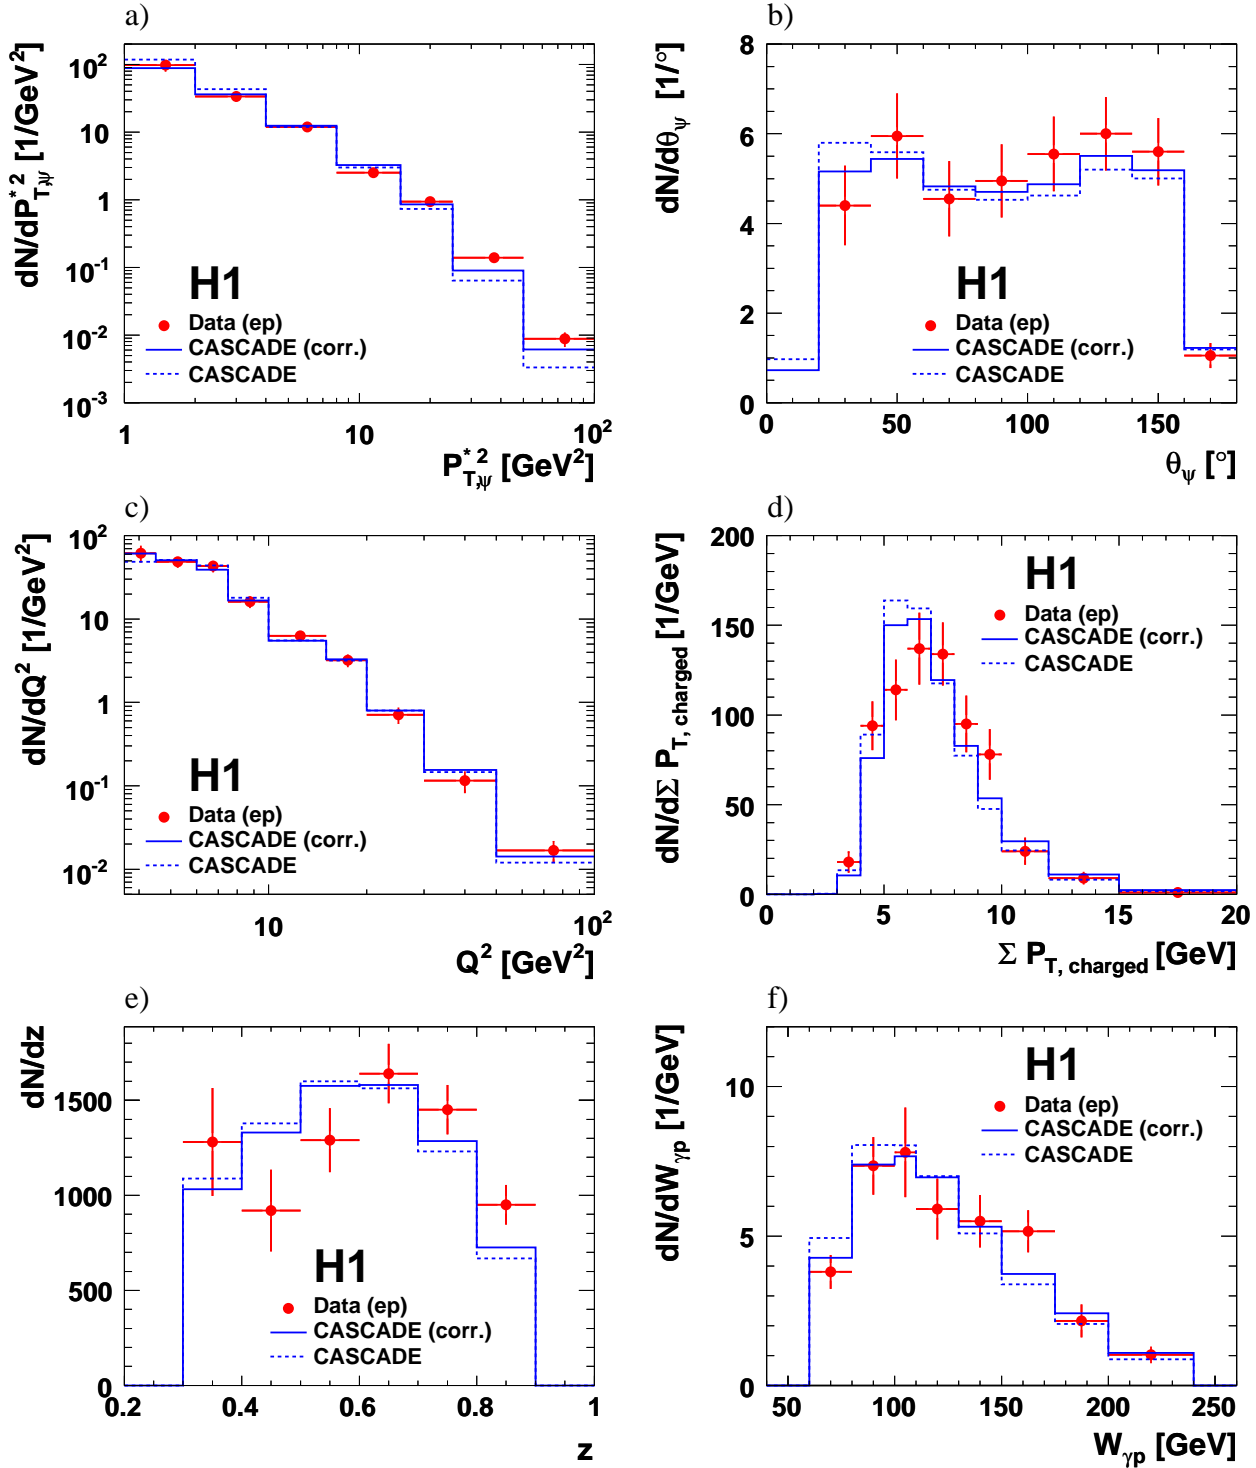 a)
dN/dP*²T,ψ [1/GeV²]
10²
10
1
10⁻¹
10⁻²
10⁻³
H1
Data (ep)
CASCADE (corr.)
CASCADE
1 10 10²
P*²T,ψ [GeV²]
b)
dN/dθψ [1/°]
8
6
4
2
0
H1
Data (ep)
CASCADE (corr.)
CASCADE
0 50 100 150
θψ [°]
c)
dN/dQ² [1/GeV²]
10²
10
1
10⁻¹
10⁻²
H1
Data (ep)
CASCADE (corr.)
CASCADE
10 10²
Q² [GeV²]
d)
dN/dΣ PT, charged [1/GeV]
200
150
100
50
0
H1
Data (ep)
CASCADE (corr.)
CASCADE
0 5 10 15 20
Σ PT, charged [GeV]
e)
dN/dz
1500
1000
500
0
H1
Data (ep)
CASCADE (corr.)
CASCADE
0.2 0.4 0.6 0.8 1
z
f)
dN/dWγp [1/GeV]
10
5
0
H1
Data (ep)
CASCADE (corr.)
CASCADE
50 100 150 200 250
Wγp [GeV]